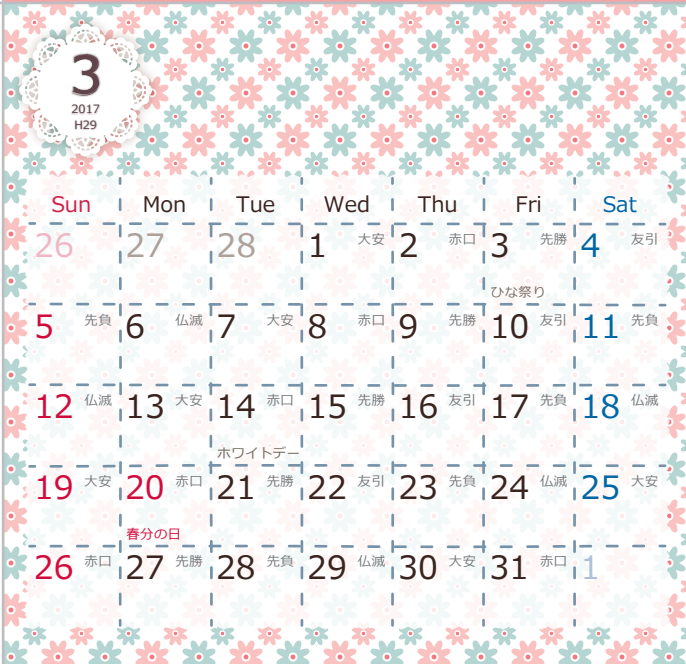 3
2017
H29
Sun Mon Tue Wed Thu Fri Sat
26 27 28 1 大安 2 赤口 3 先勝 4 友引
ひな祭り
5 先負 6 仏滅 7 大安 8 赤口 9 先勝 10 友引 11 先負
12 仏滅 13 大安 14 赤口 15 先勝 16 友引 17 先負 18 仏滅
ホワイトデー
19 大安 20 赤口 21 先勝 22 友引 23 先負 24 仏滅 25 大安
春分の日
26 赤口 27 先勝 28 先負 29 仏滅 30 大安 31 赤口 1